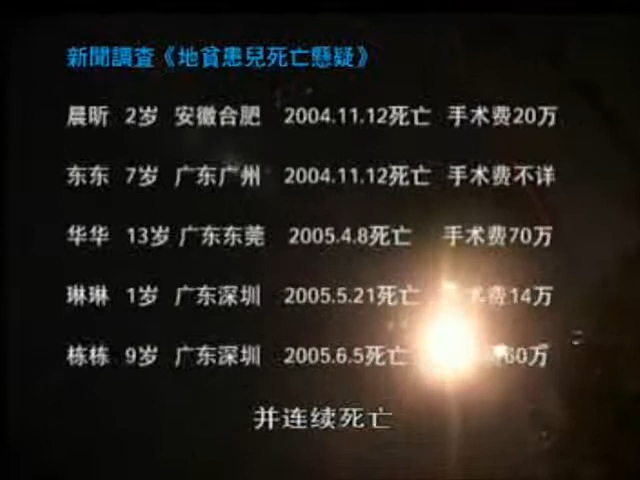 新聞調查《地貧患兒死亡懸疑》
晨昕 2岁 安徽合肥 2004.11.12死亡 手术费20万
东东 7岁 广东广州 2004.11.12死亡 手术费不详
华华 13岁 广东东莞 2005.4.8死亡 手术费70万
琳琳 1岁 广东深圳 2005.5.21死亡 术费14万
栋栋 9岁 广东深圳 2005.6.5死亡 60万
并连续死亡